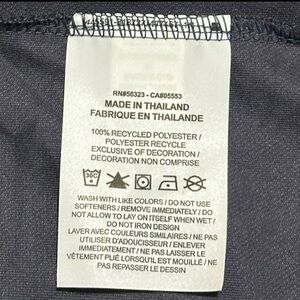 RN#56323 - CA#05553
MADE IN THAILAND
FABRIQUE EN THAILANDE
100% RECYCLED POLYESTER /
POLYESTER RECYCLE
EXCLUSIVE OF DECORATION /
DECORATION NON COMPRISE
30C
WASH WITH LIKE COLORS / DO NOT USE
SOFTENERS / REMOVE IMMEDIATELY / DO
NOT ALLOW TO LAY ON ITSELF WHEN WET /
DO NOT IRON DESIGN
LAVER AVEC COULEURS SIMILAIRES / NE PAS
UTILISER D'ADOUCISSEUR / ENLEVER
IMMEDIATEMENT / NE PAS LAISSER LE
VÊTEMENT PLIÉ LORSQU'IL EST MOUILLÉ / NE
PAS REPASSER LE DESSIN